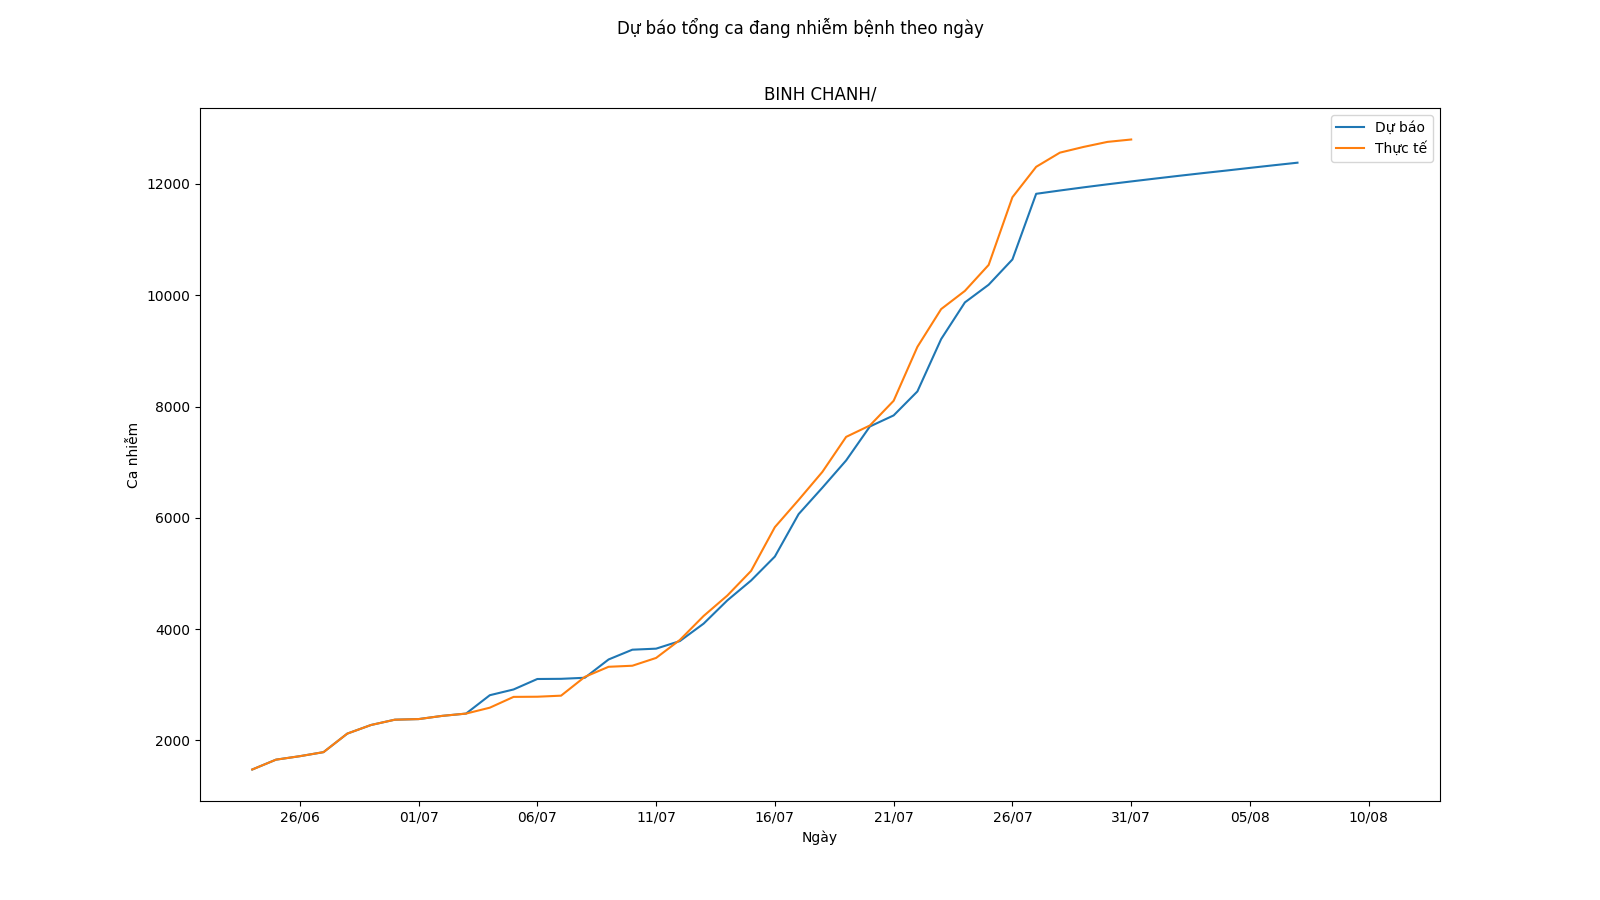 Dự báo tổng ca đang nhiễm bệnh theo ngày
BINH CHANH/
Dự báo
Thực tế
12000
10000
8000
6000
4000
2000
Ca nhiễm
26/06 01/07 06/07 11/07 16/07 21/07 26/07 31/07 05/08 10/08
Ngày